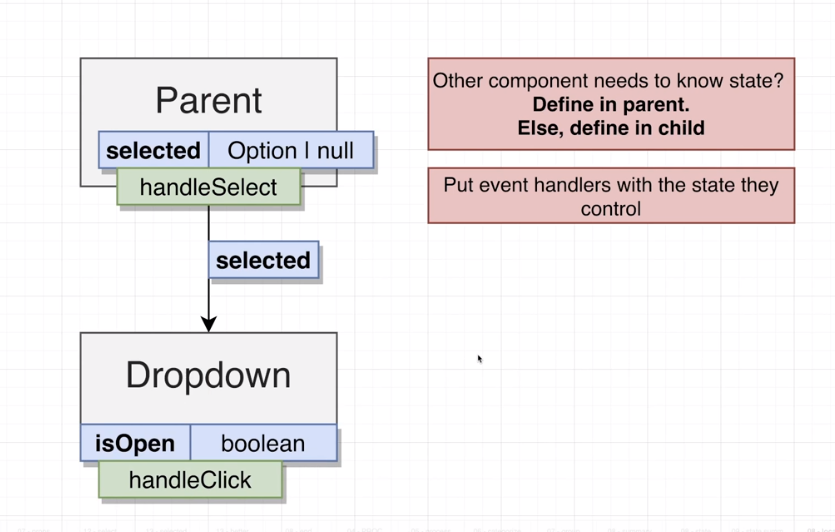 Parent
selected
Option | null
handleSelect
selected
Dropdown
isOpen
boolean
handleClick
Other component needs to know state?
Define in parent.
Else, define in child
Put event handlers with the state they
control